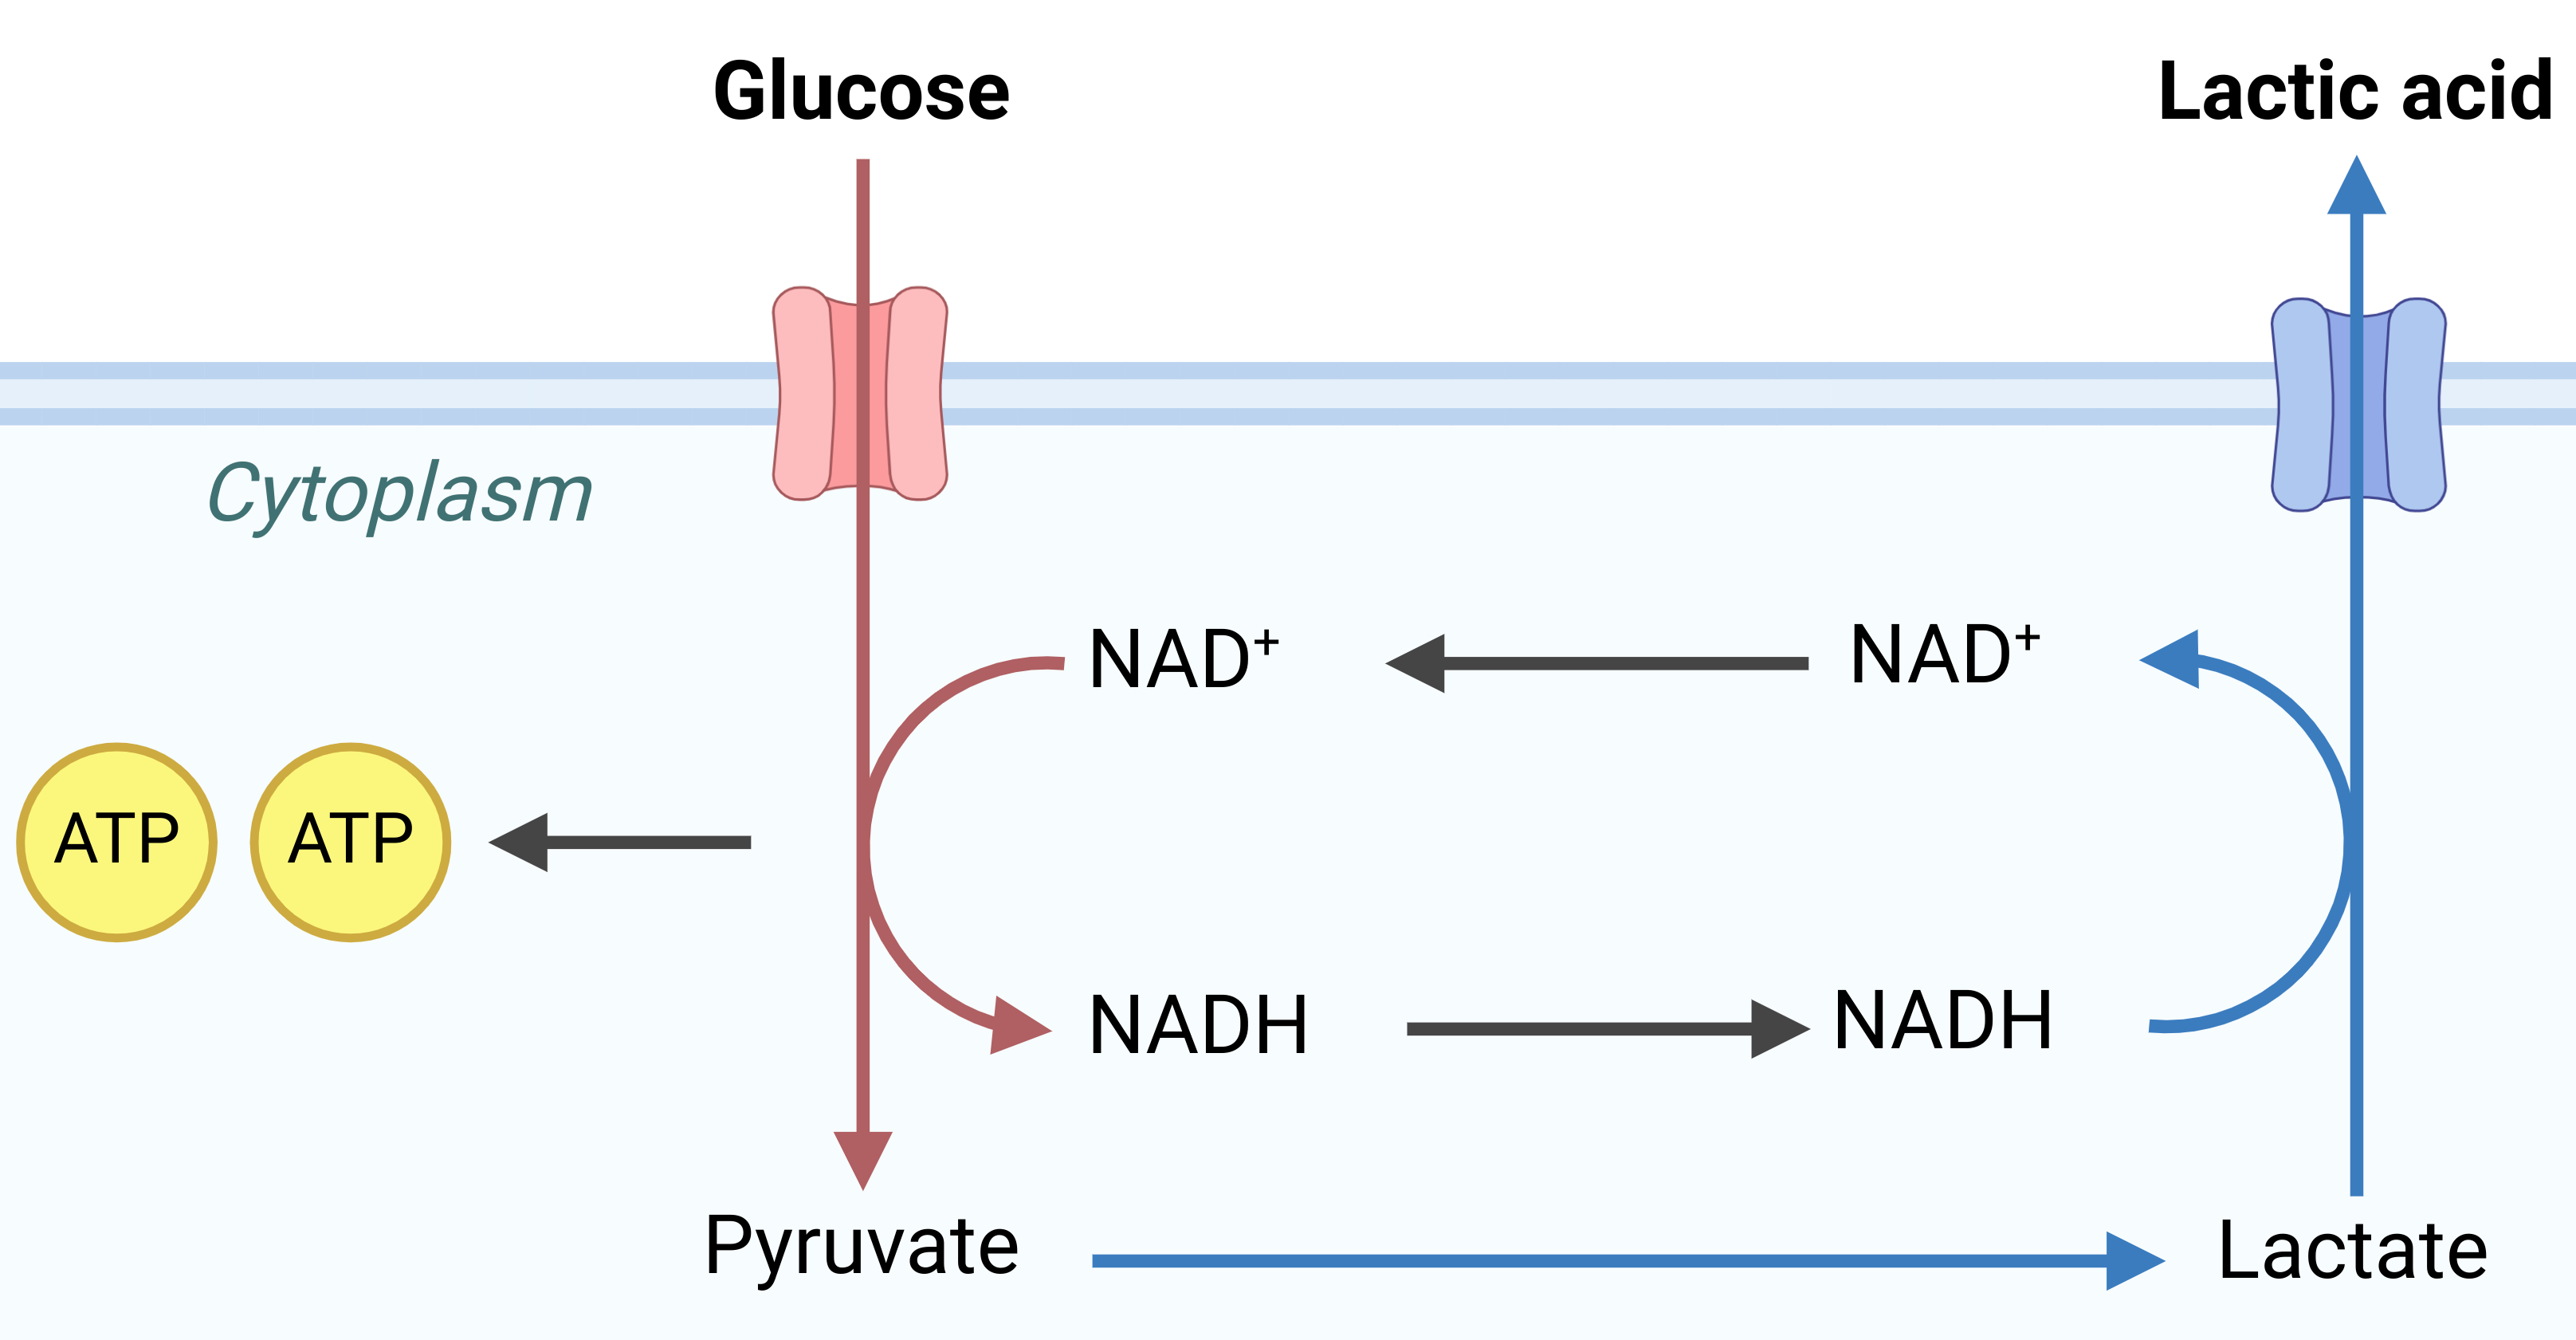 Glucose
Lactic acid
Cytoplasm
NAD⁺
NAD⁺
ATP
ATP
NADH
NADH
Pyruvate
Lactate